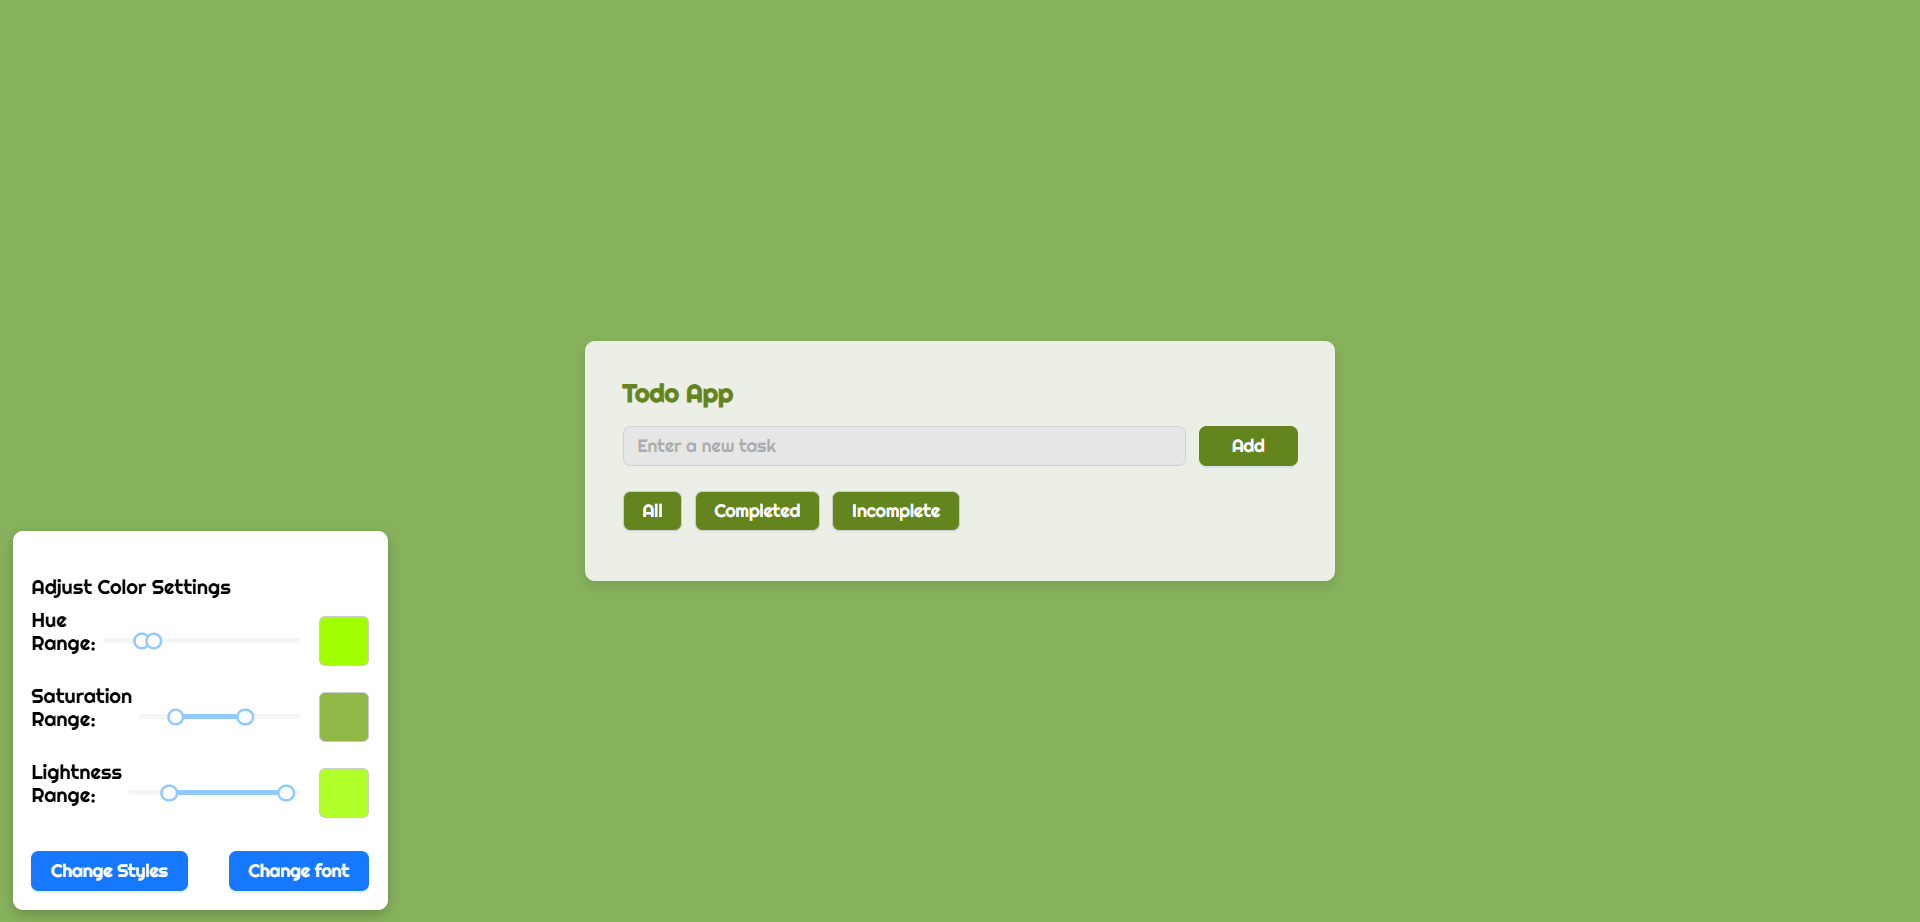 Todo App
Enter a new task
Add
All
Completed
Incomplete
Adjust Color Settings
Hue
Range:
Saturation
Range:
Lightness
Range:
Change Styles
Change font